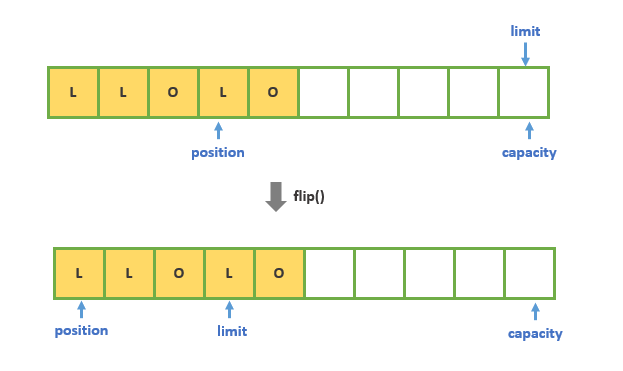 limit
L L O L O
position
capacity
flip()
L L O L O
position
limit
capacity